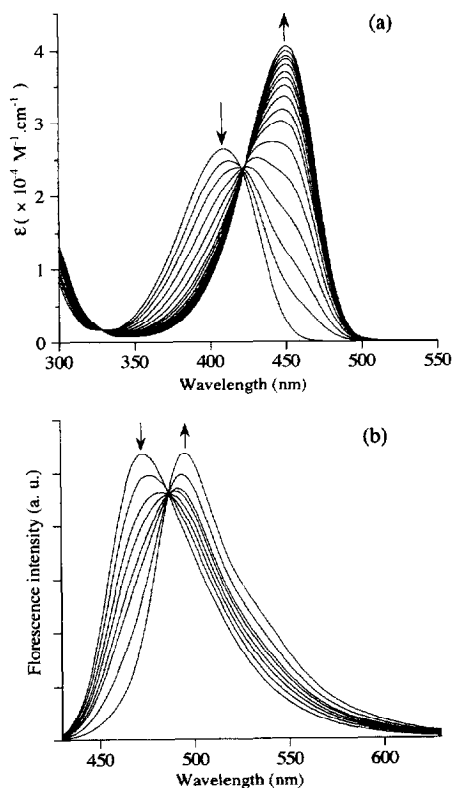 (a)
ε ( × 10⁻⁴ M⁻¹.cm⁻¹)
4
3
2
1
0
300 350 400 450 500 550
Wavelength (nm)
(b)
Florescence intensity (a. u.)
450 500 550 600
Wavelength (nm)